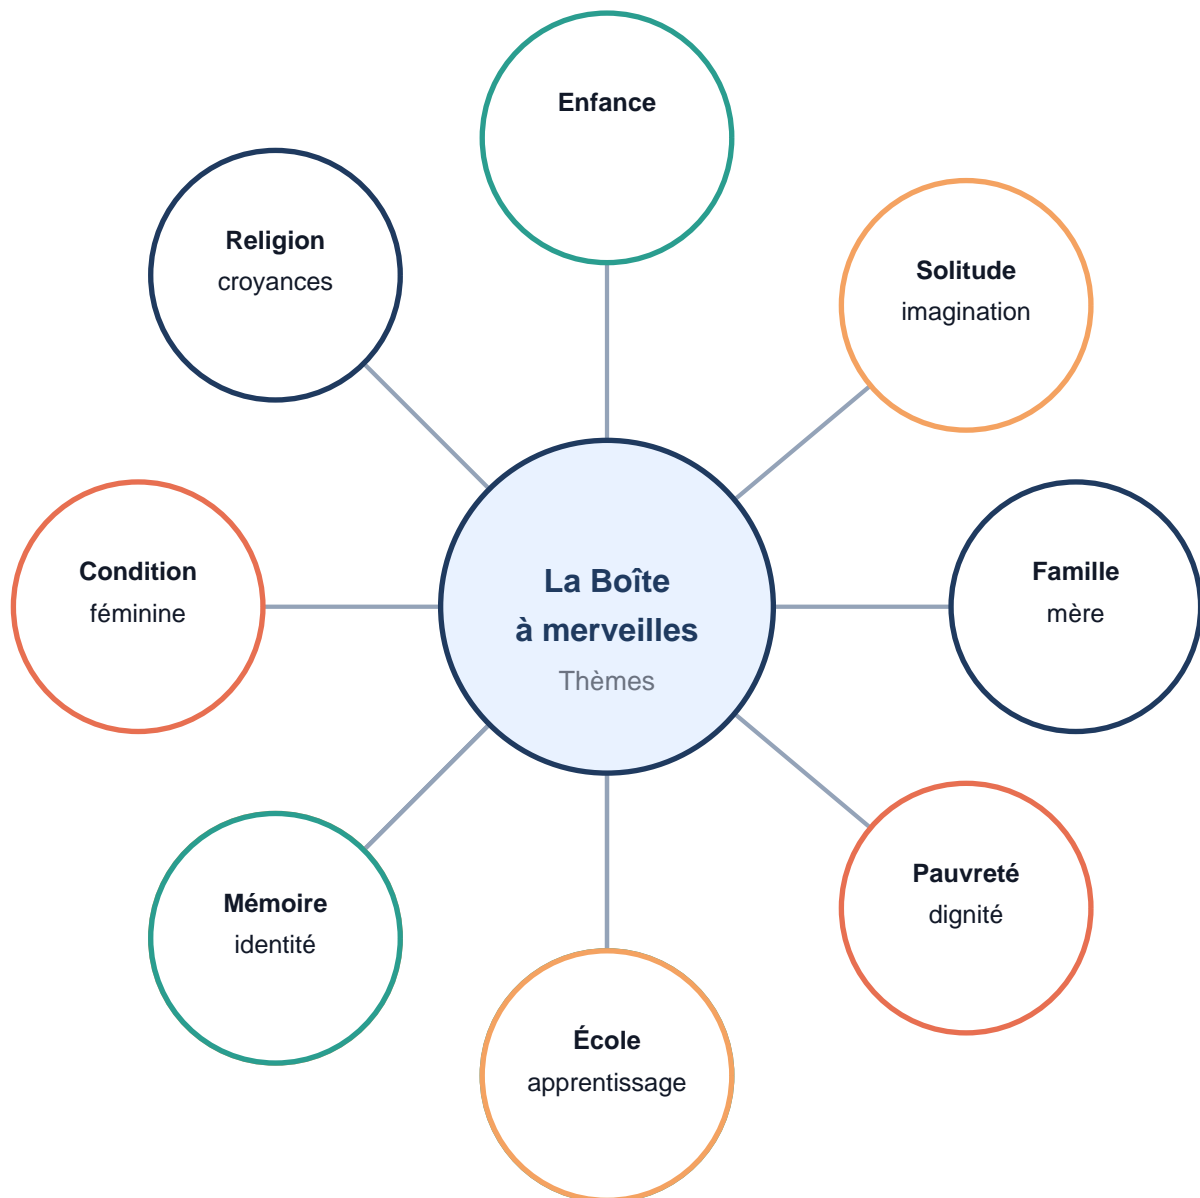 Enfance
Religion
croyances
Solitude
imagination
Condition
féminine
La Boîte
à merveilles
Thèmes
Famille
mère
Mémoire
identité
Pauvreté
dignité
École
apprentissage